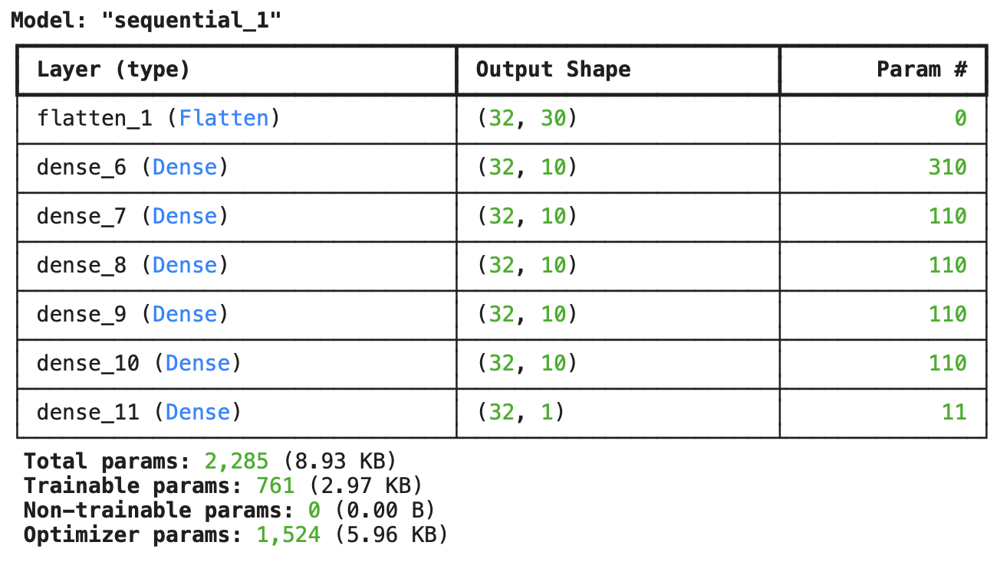 Model: "sequential_1"
Layer (type) Output Shape Param #
flatten_1 (Flatten) (32, 30) 0
dense_6 (Dense) (32, 10) 310
dense_7 (Dense) (32, 10) 110
dense_8 (Dense) (32, 10) 110
dense_9 (Dense) (32, 10) 110
dense_10 (Dense) (32, 10) 110
dense_11 (Dense) (32, 1) 11
Total params: 2,285 (8.93 KB)
Trainable params: 761 (2.97 KB)
Non-trainable params: 0 (0.00 B)
Optimizer params: 1,524 (5.96 KB)